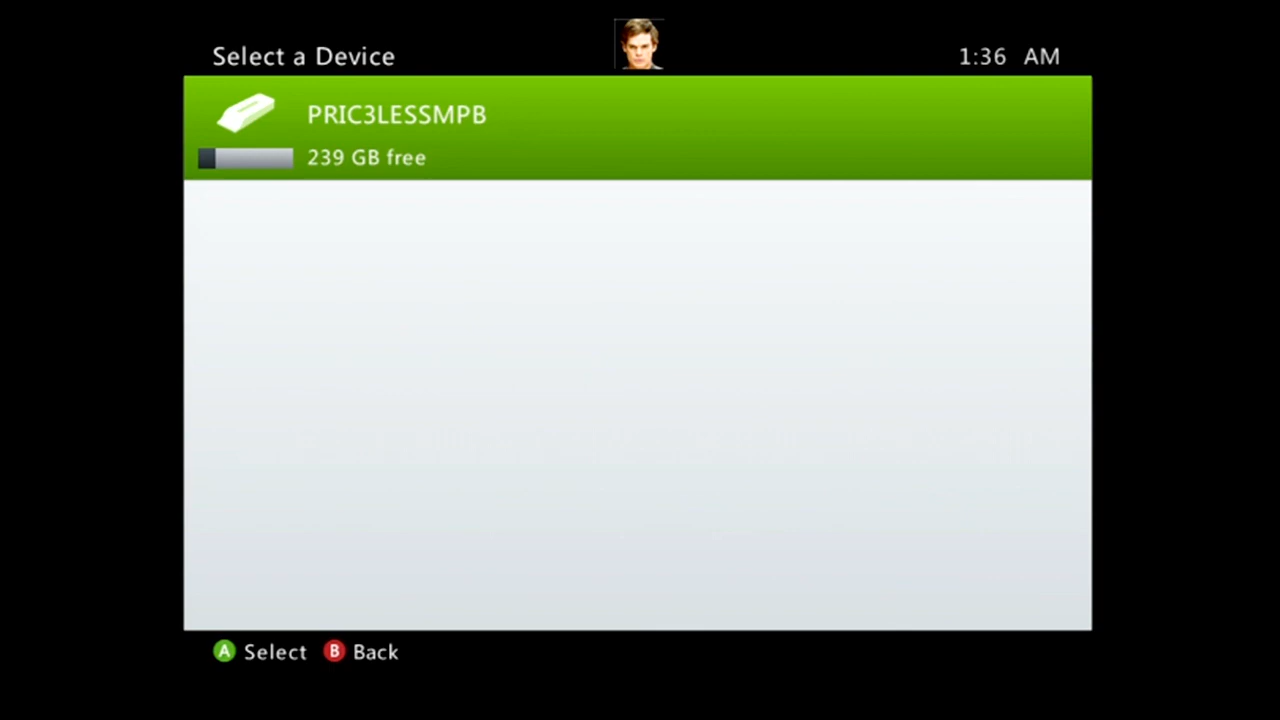 Select a Device
1:36 AM
PRIC3LESSMPB
239 GB free
A Select B Back